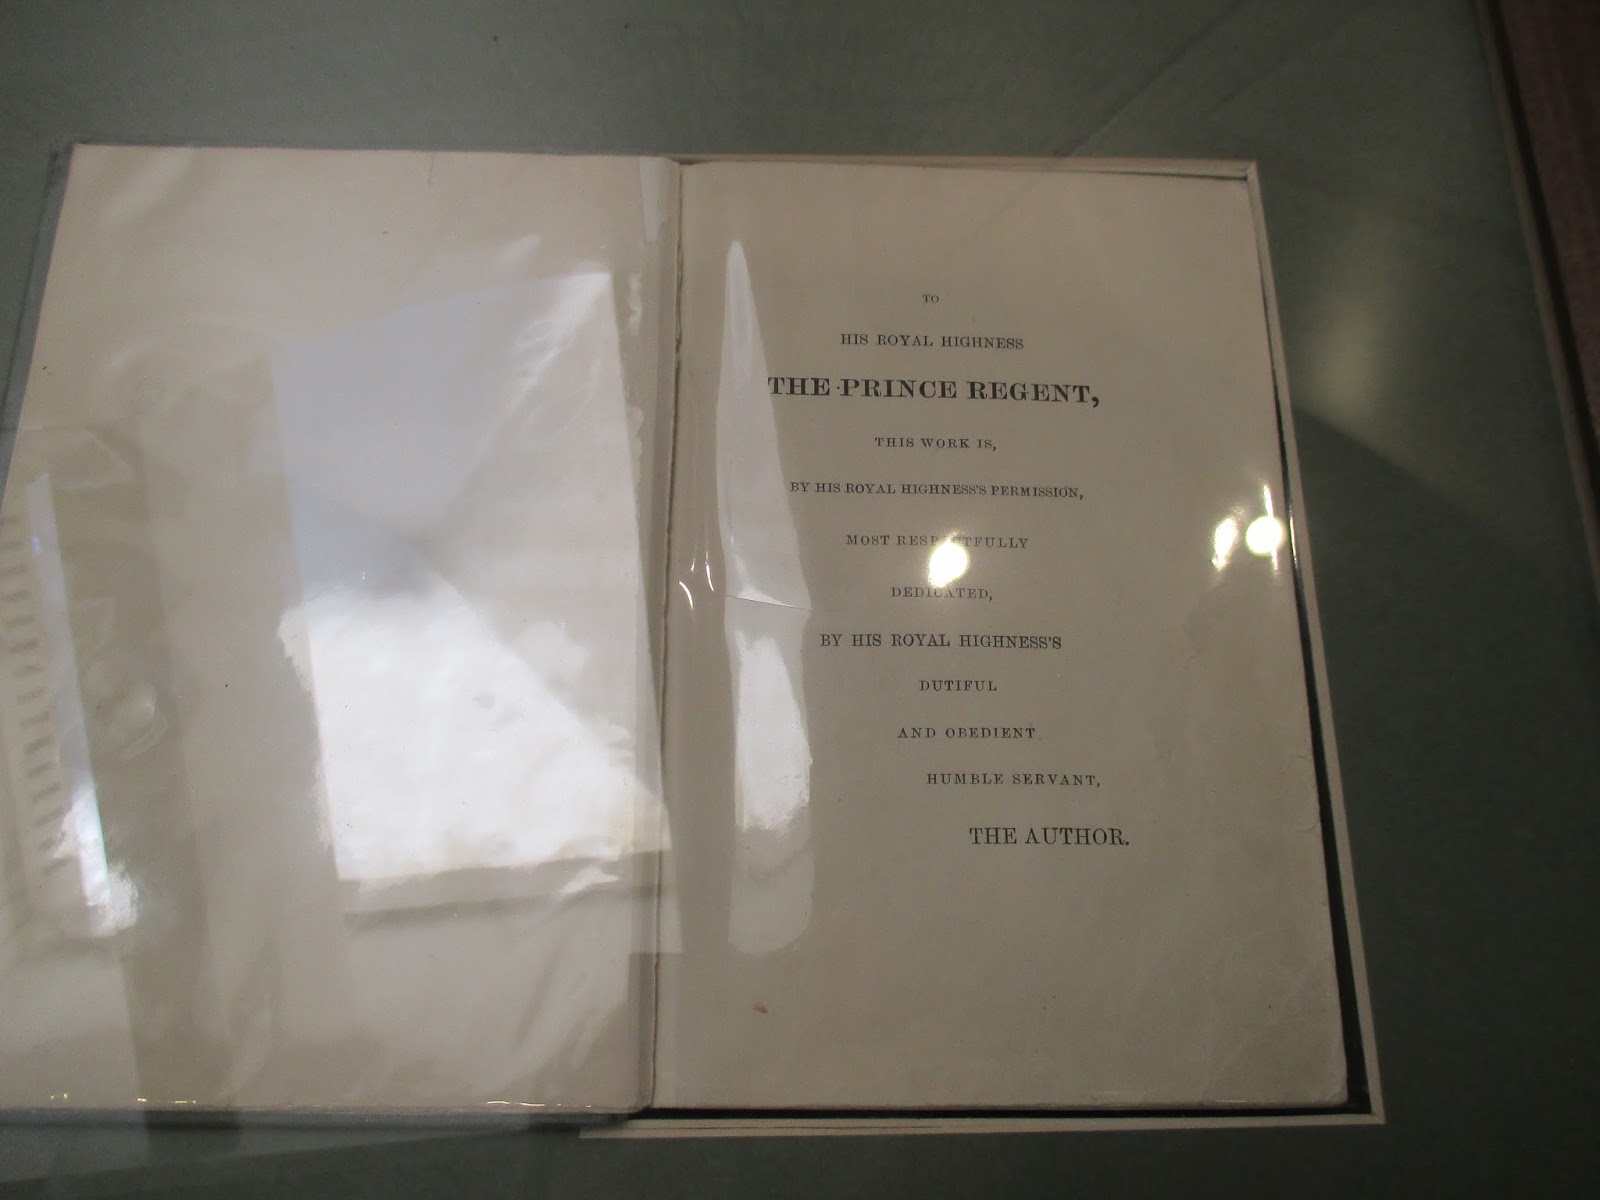 TO
HIS ROYAL HIGHNESS
THE PRINCE REGENT,
THIS WORK IS,
BY HIS ROYAL HIGHNESS'S PERMISSION,
MOST RESPECTFULLY
DEDICATED,
BY HIS ROYAL HIGHNESS'S
DUTIFUL
AND OBEDIENT
HUMBLE SERVANT,
THE AUTHOR.